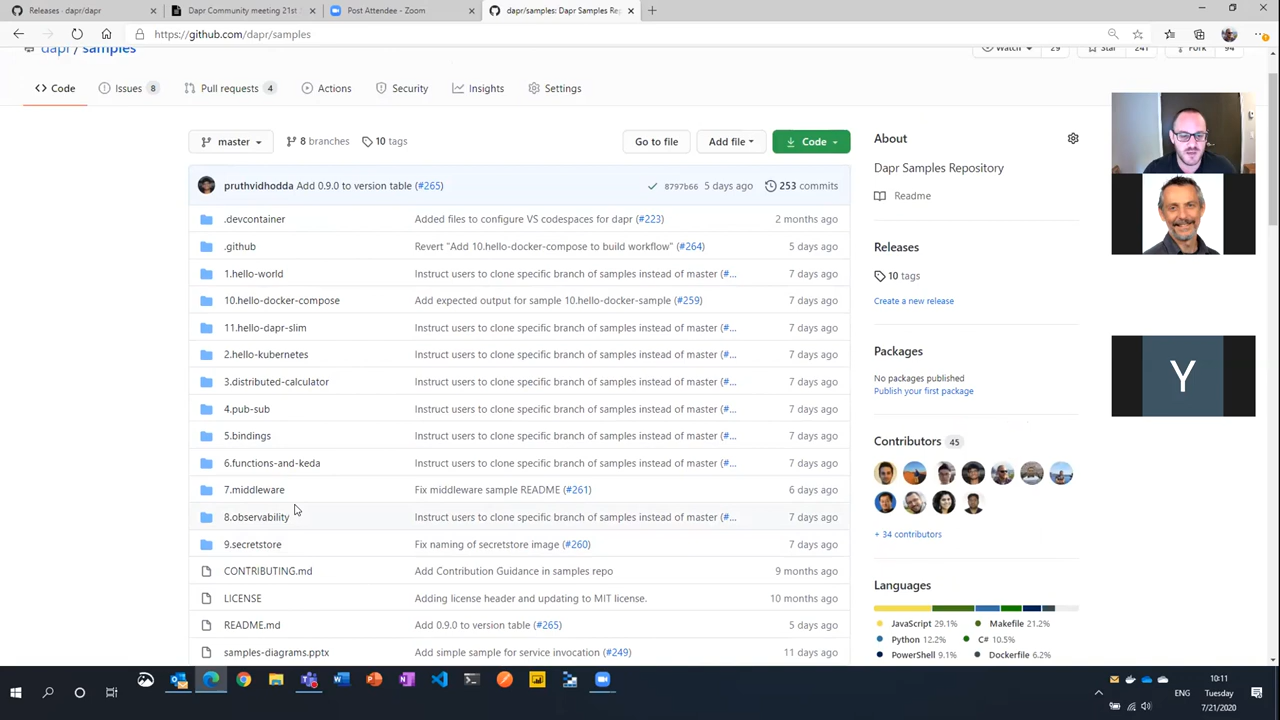 Releases · dapr/dapr
Dapr Community meeting 21st
Post Attendee - Zoom
dapr/samples: Dapr Samples Re
https://github.com/dapr/samples
dapr / samples
Watch 29
Star 241
Fork 94
Code
Issues 8
Pull requests 4
Actions
Security
Insights
Settings
master
8 branches
10 tags
Go to file
Add file
Code
pruthvidhodda Add 0.9.0 to version table (#265)
8797b66 5 days ago
253 commits
.devcontainer Added files to configure VS codespaces for dapr (#223) 2 months ago
.github Revert "Add 10.hello-docker-compose to build workflow" (#264) 5 days ago
1.hello-world Instruct users to clone specific branch of samples instead of master (#... 7 days ago
10.hello-docker-compose Add expected output for sample 10.hello-docker-sample (#259) 7 days ago
11.hello-dapr-slim Instruct users to clone specific branch of samples instead of master (#... 7 days ago
2.hello-kubernetes Instruct users to clone specific branch of samples instead of master (#... 7 days ago
3.distributed-calculator Instruct users to clone specific branch of samples instead of master (#... 7 days ago
4.pub-sub Instruct users to clone specific branch of samples instead of master (#... 7 days ago
5.bindings Instruct users to clone specific branch of samples instead of master (#... 7 days ago
6.functions-and-keda Instruct users to clone specific branch of samples instead of master (#... 7 days ago
7.middleware Fix middleware sample README (#261) 6 days ago
8.observability Instruct users to clone specific branch of samples instead of master (#... 7 days ago
9.secretstore Fix naming of secretstore image (#260) 7 days ago
CONTRIBUTING.md Add Contribution Guidance in samples repo 9 months ago
LICENSE Adding license header and updating to MIT license. 10 months ago
README.md Add 0.9.0 to version table (#265) 5 days ago
samples-diagrams.pptx Add simple sample for service invocation (#249) 11 days ago
About
Dapr Samples Repository
Readme
Releases
10 tags
Create a new release
Packages
No packages published
Publish your first package
Contributors 45
+ 34 contributors
Languages
JavaScript 29.1%
Makefile 21.2%
Python 12.2%
C# 10.5%
PowerShell 9.1%
Dockerfile 6.2%
Y
ENG
10:11
Tuesday
7/21/2020